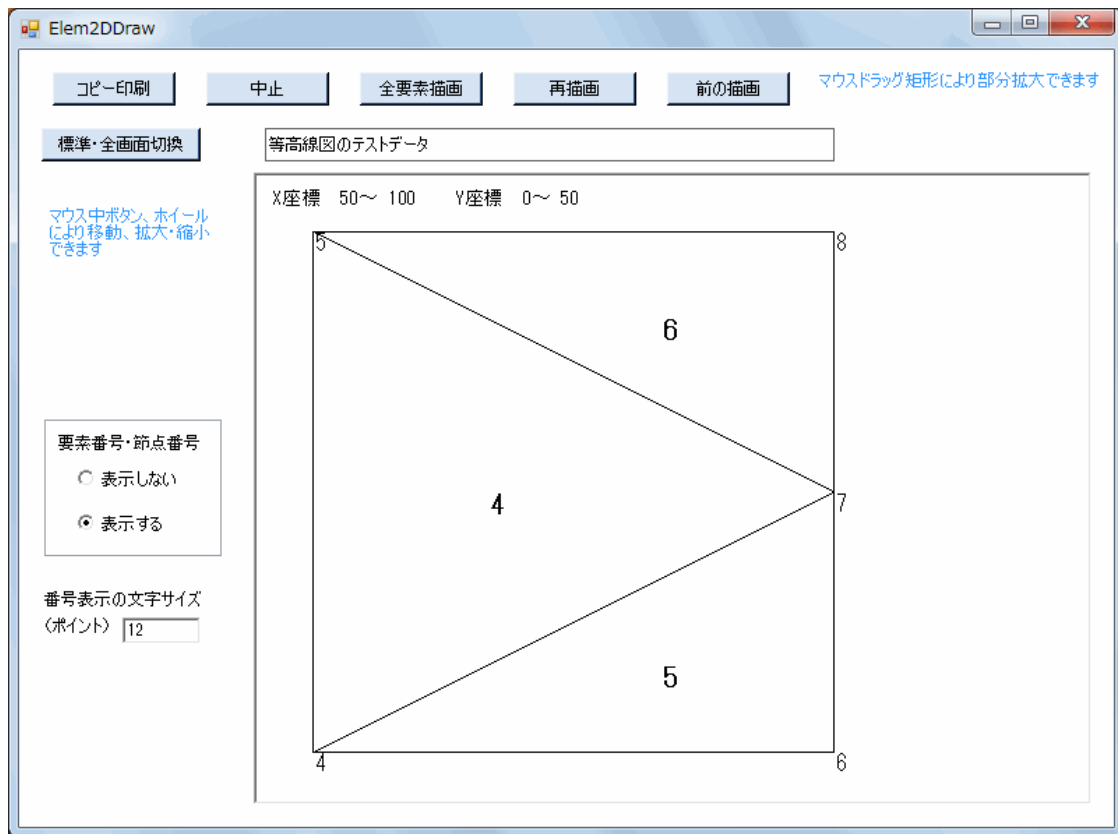 Elem2DDraw
コピー印刷
中止
全要素描画
再描画
前の描画
マウスドラッグ矩形により部分拡大できます
標準・全画面切換
等高線図のテストデータ
マウス中ボタン、ホイール
により移動、拡大・縮小
できます
X座標 50～ 100 Y座標 0～ 50
5
8
6
4
7
5
4
6
要素番号・節点番号
表示しない
表示する
番号表示の文字サイズ
（ポイント） 12